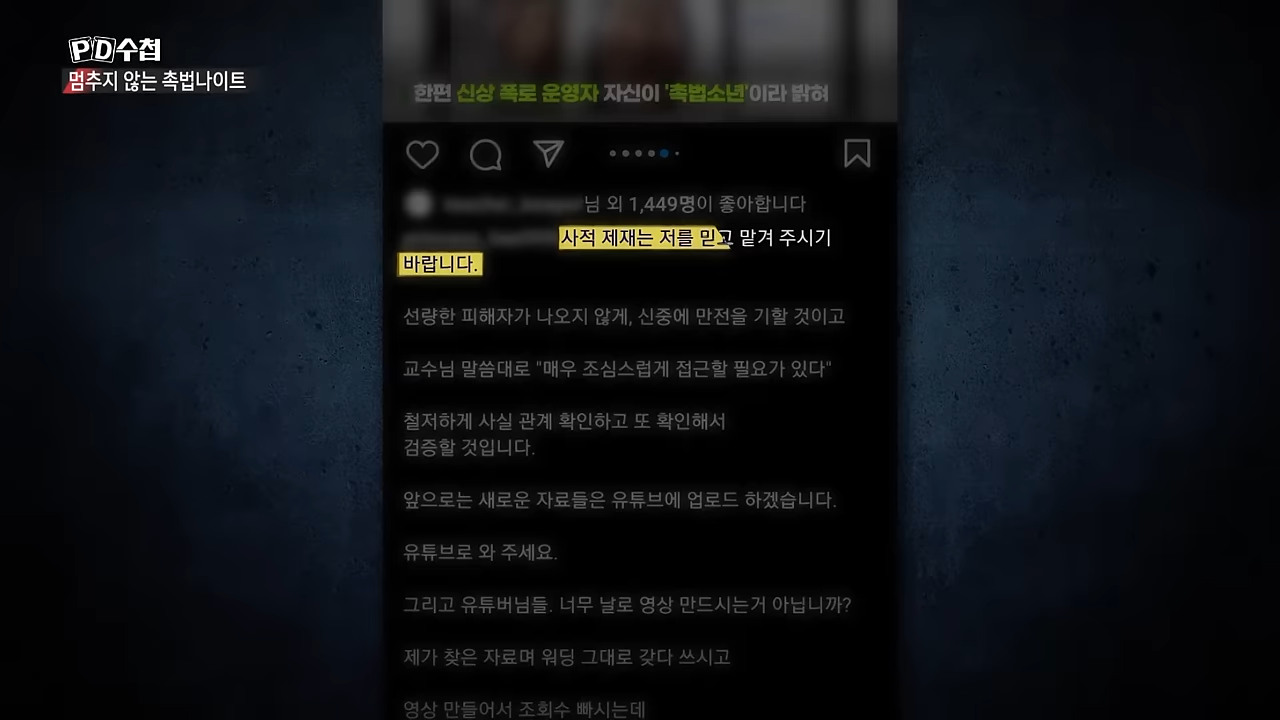 PD수첩
멈추지 않는 촉법나이트
한편 신상 폭로 운영자 자신이 '촉법소년'이라 밝혀
님 외 1,449명이 좋아합니다
사적 제재는 저를 믿고 맡겨 주시기
바랍니다.
선량한 피해자가 나오지 않게, 신중에 만전을 기할 것이고
교수님 말씀대로 "매우 조심스럽게 접근할 필요가 있다"
철저하게 사실 관계 확인하고 또 확인해서
검증할 것입니다.
앞으로는 새로운 자료들은 유튜브에 업로드 하겠습니다.
유튜브로 와 주세요.
그리고 유튜버님들. 너무 날로 영상 만드시는거 아닙니까?
제가 찾은 자료며 워딩 그대로 갖다 쓰시고
영상 만들어서 조회수 빠시는데